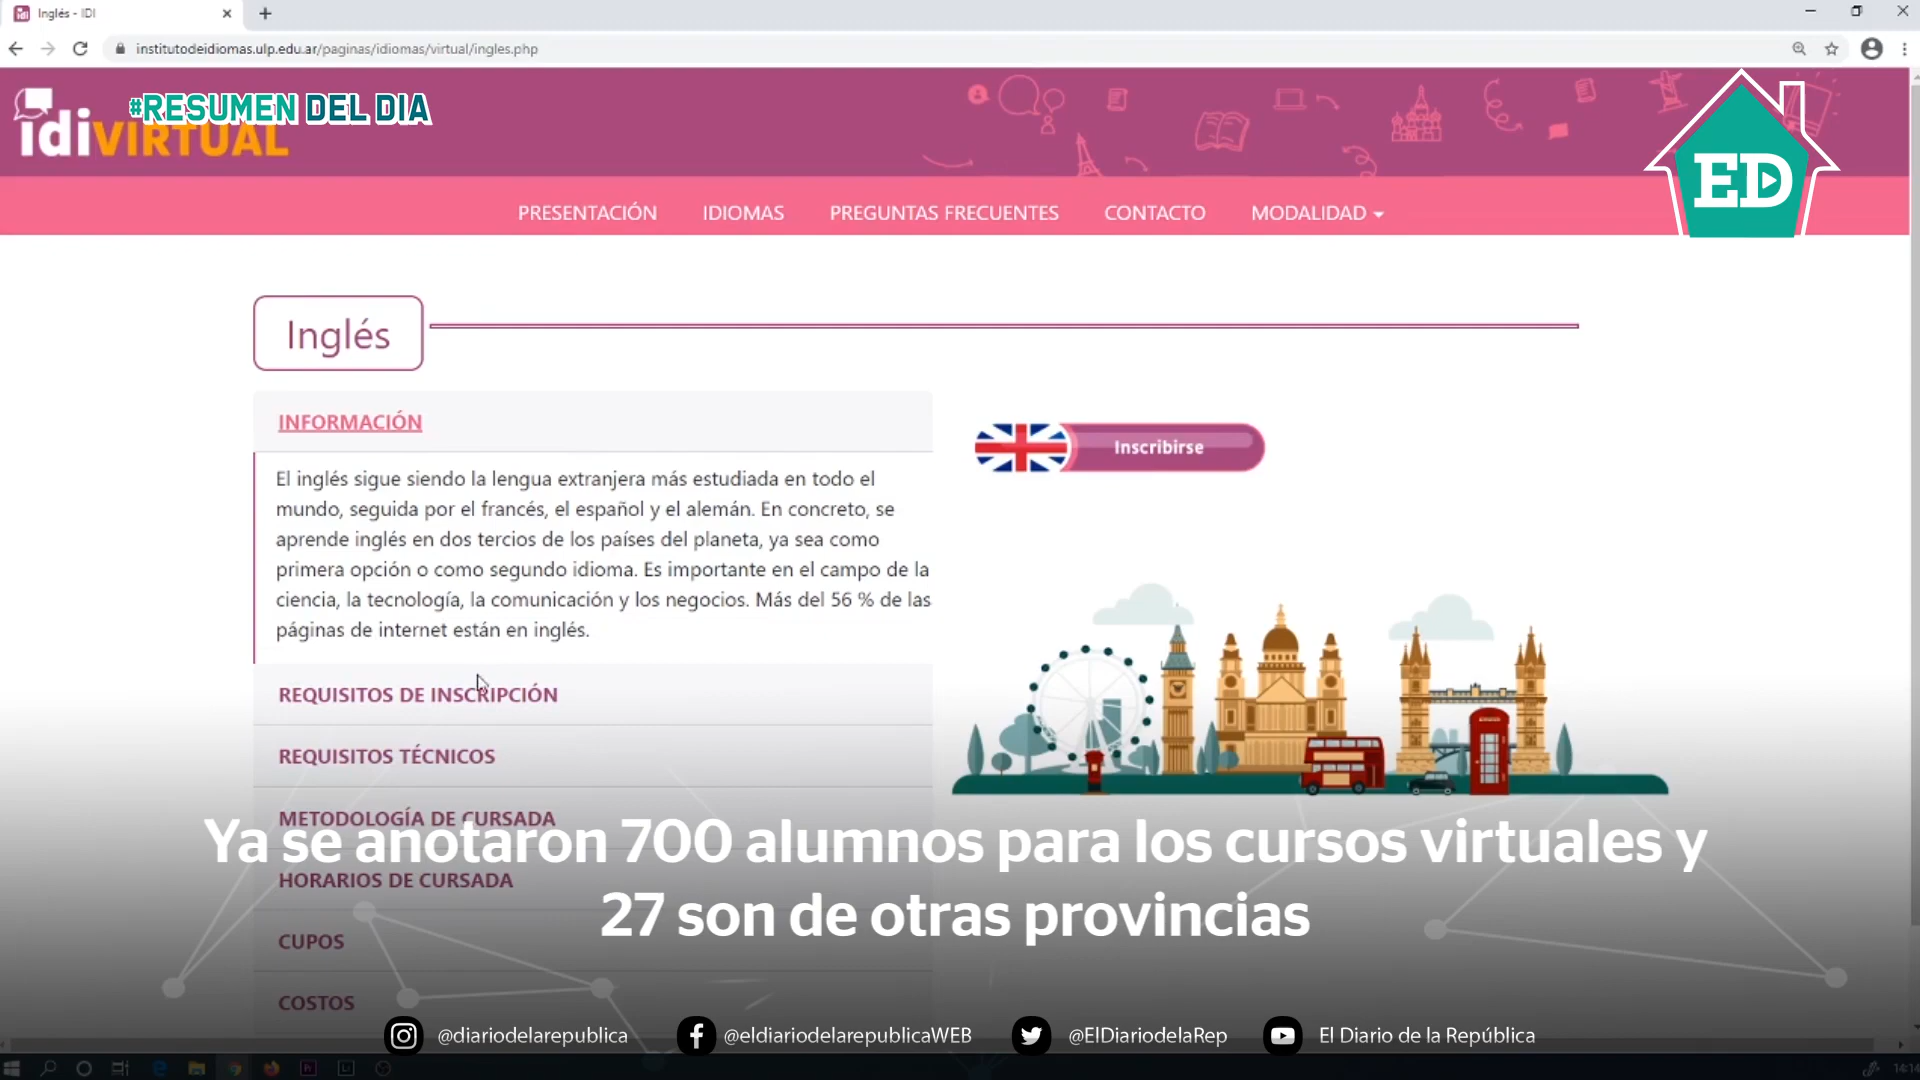 Inglés - IDI
institutodeidiomas.ulp.edu.ar/paginas/idiomas/virtual/ingles.php
#RESUMEN DEL DIA
idiVIRTUAL
ED
PRESENTACIÓN IDIOMAS PREGUNTAS FRECUENTES CONTACTO MODALIDAD
Inglés
INFORMACIÓN
Inscribirse
El inglés sigue siendo la lengua extranjera más estudiada en todo el
mundo, seguida por el francés, el español y el alemán. En concreto, se
aprende inglés en dos tercios de los países del planeta, ya sea como
primera opción o como segundo idioma. Es importante en el campo de la
ciencia, la tecnología, la comunicación y los negocios. Más del 56 % de las
páginas de internet están en inglés.
REQUISITOS DE INSCRIPCIÓN
REQUISITOS TÉCNICOS
METODOLOGÍA DE CURSADA
Ya se anotaron 700 alumnos para los cursos virtuales y
HORARIOS DE CURSADA
27 son de otras provincias
CUPOS
COSTOS
@diariodelarepublica @eldiariodelarepublicaWEB @ElDiariodelaRep El Diario de la República
14:14